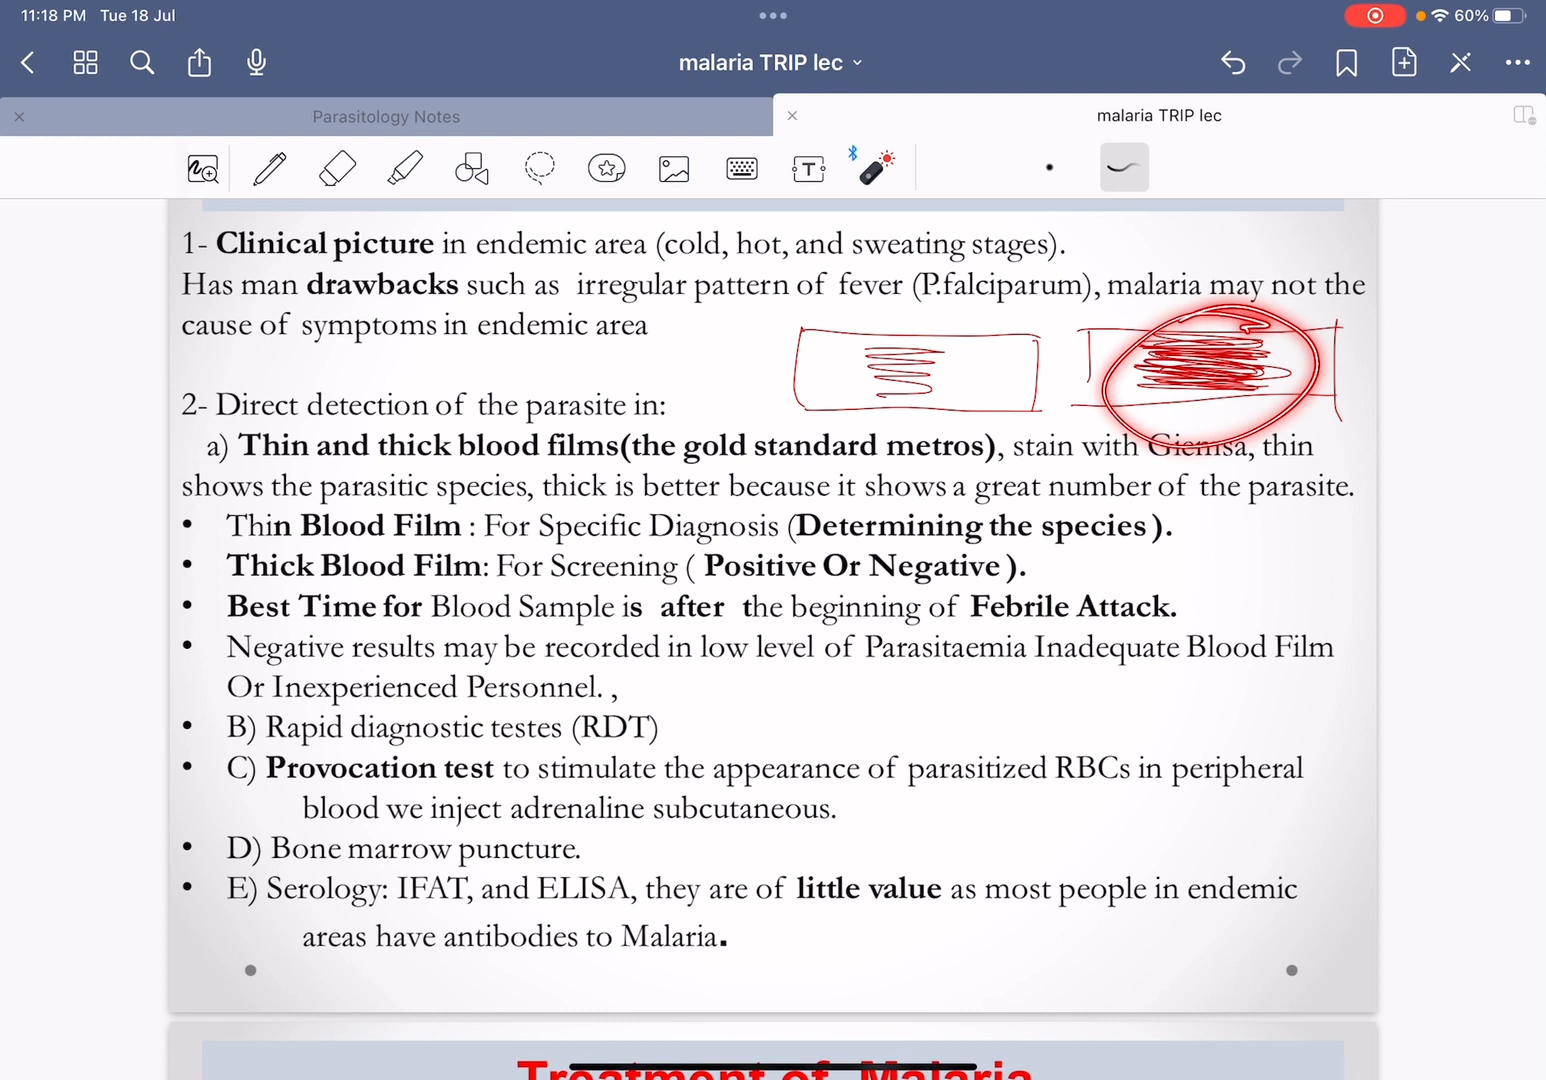 11:18 PM Tue 18 Jul
60%
malaria TRIP lec
Parasitology Notes
malaria TRIP lec
1- Clinical picture in endemic area (cold, hot, and sweating stages).
Has man drawbacks such as irregular pattern of fever (P.falciparum), malaria may not the
cause of symptoms in endemic area
2- Direct detection of the parasite in:
a) Thin and thick blood films(the gold standard metros), stain with Giemsa, thin
shows the parasitic species, thick is better because it shows a great number of the parasite.
• Thin Blood Film : For Specific Diagnosis (Determining the species ).
• Thick Blood Film: For Screening ( Positive Or Negative ).
• Best Time for Blood Sample is after the beginning of Febrile Attack.
• Negative results may be recorded in low level of Parasitaemia Inadequate Blood Film
Or Inexperienced Personnel. ,
• B) Rapid diagnostic testes (RDT)
• C) Provocation test to stimulate the appearance of parasitized RBCs in peripheral
blood we inject adrenaline subcutaneous.
• D) Bone marrow puncture.
• E) Serology: IFAT, and ELISA, they are of little value as most people in endemic
areas have antibodies to Malaria.
Treatment of Malaria